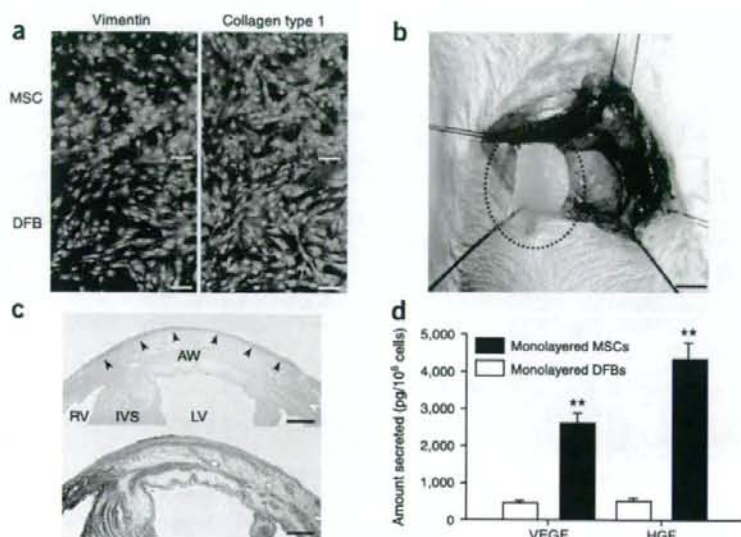 a
Vimentin
Collagen type 1
MSC
DFB
b
c
AW
RV IVS LV
d
Amount secreted (pg/10⁶ cells)
5,000
4,000
3,000
2,000
1,000
0
Monolayered MSCs
Monolayered DFBs
**
**
VEGF
HGF